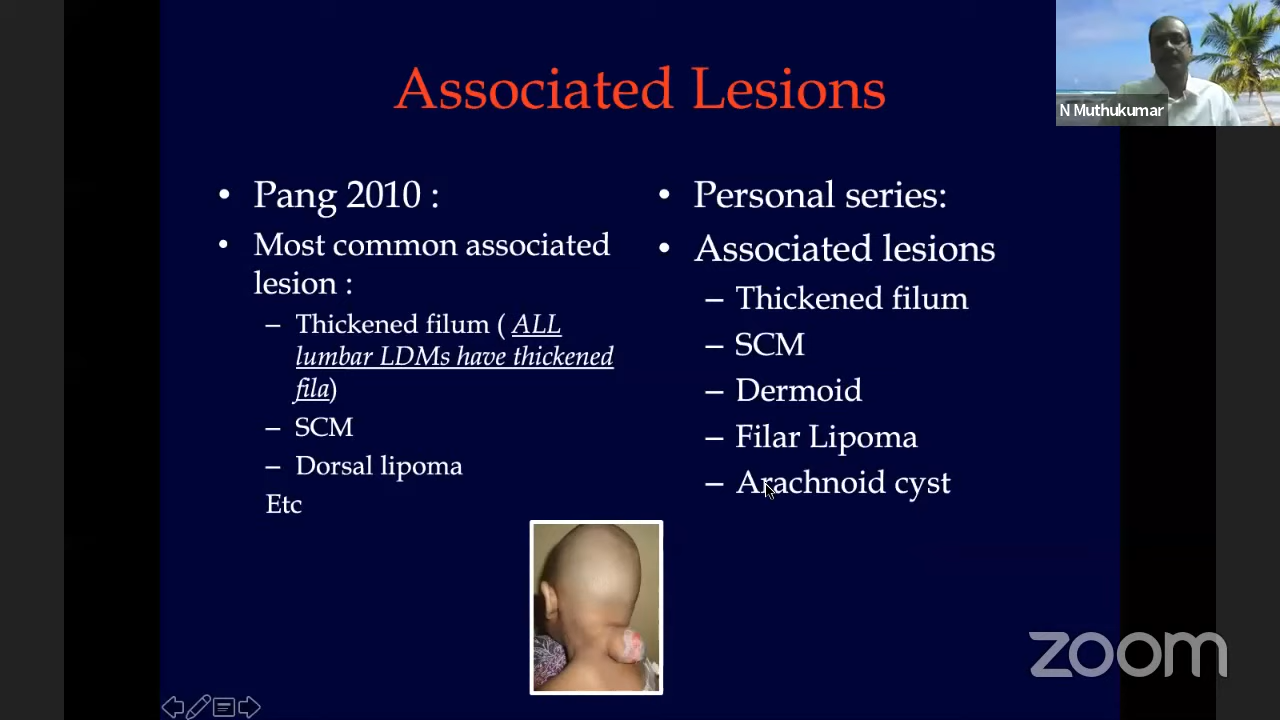 Associated Lesions
N Muthukumar
• Pang 2010 :
• Most common associated
lesion :
– Thickened filum ( ALL
lumbar LDMs have thickened
fila)
– SCM
– Dorsal lipoma
Etc
• Personal series:
• Associated lesions
– Thickened filum
– SCM
– Dermoid
– Filar Lipoma
– Arachnoid cyst
zoom